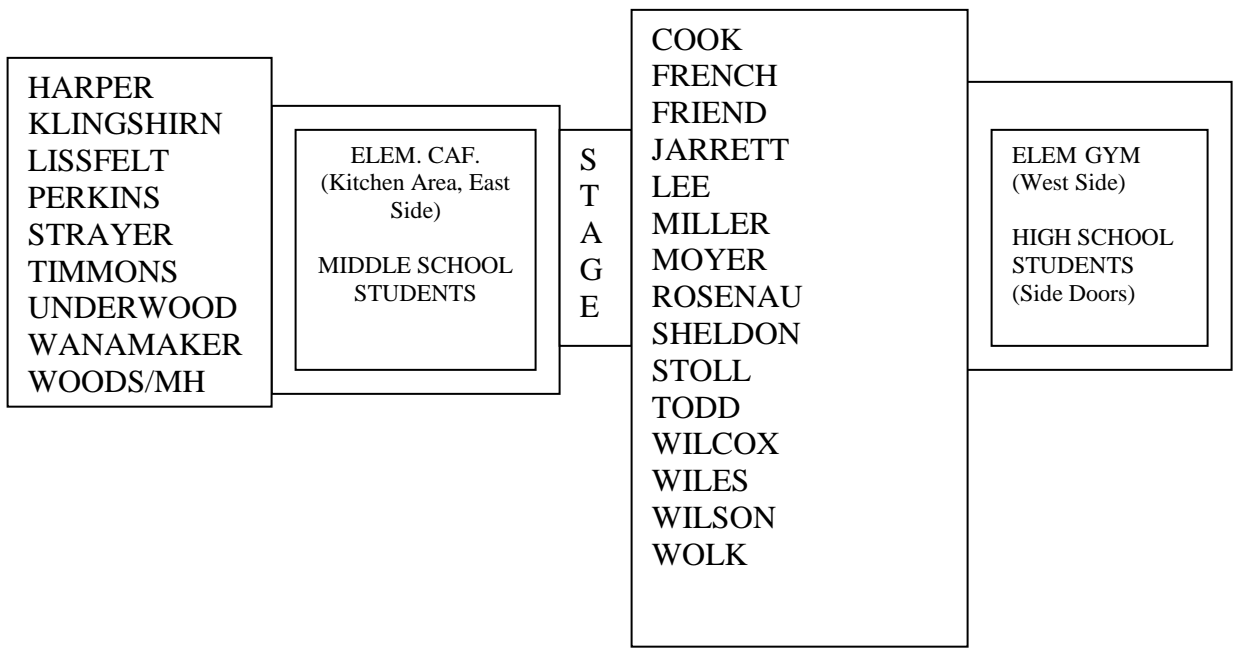 HARPER
KLINGSHIRN
LISSFELT
PERKINS
STRAYER
TIMMONS
UNDERWOOD
WANAMAKER
WOODS/MH
ELEM. CAF.
(Kitchen Area, East
Side)
MIDDLE SCHOOL
STUDENTS
S
T
A
G
E
COOK
FRENCH
FRIEND
JARRETT
LEE
MILLER
MOYER
ROSENAU
SHELDON
STOLL
TODD
WILCOX
WILES
WILSON
WOLK
ELEM GYM
(West Side)
HIGH SCHOOL
STUDENTS
(Side Doors)